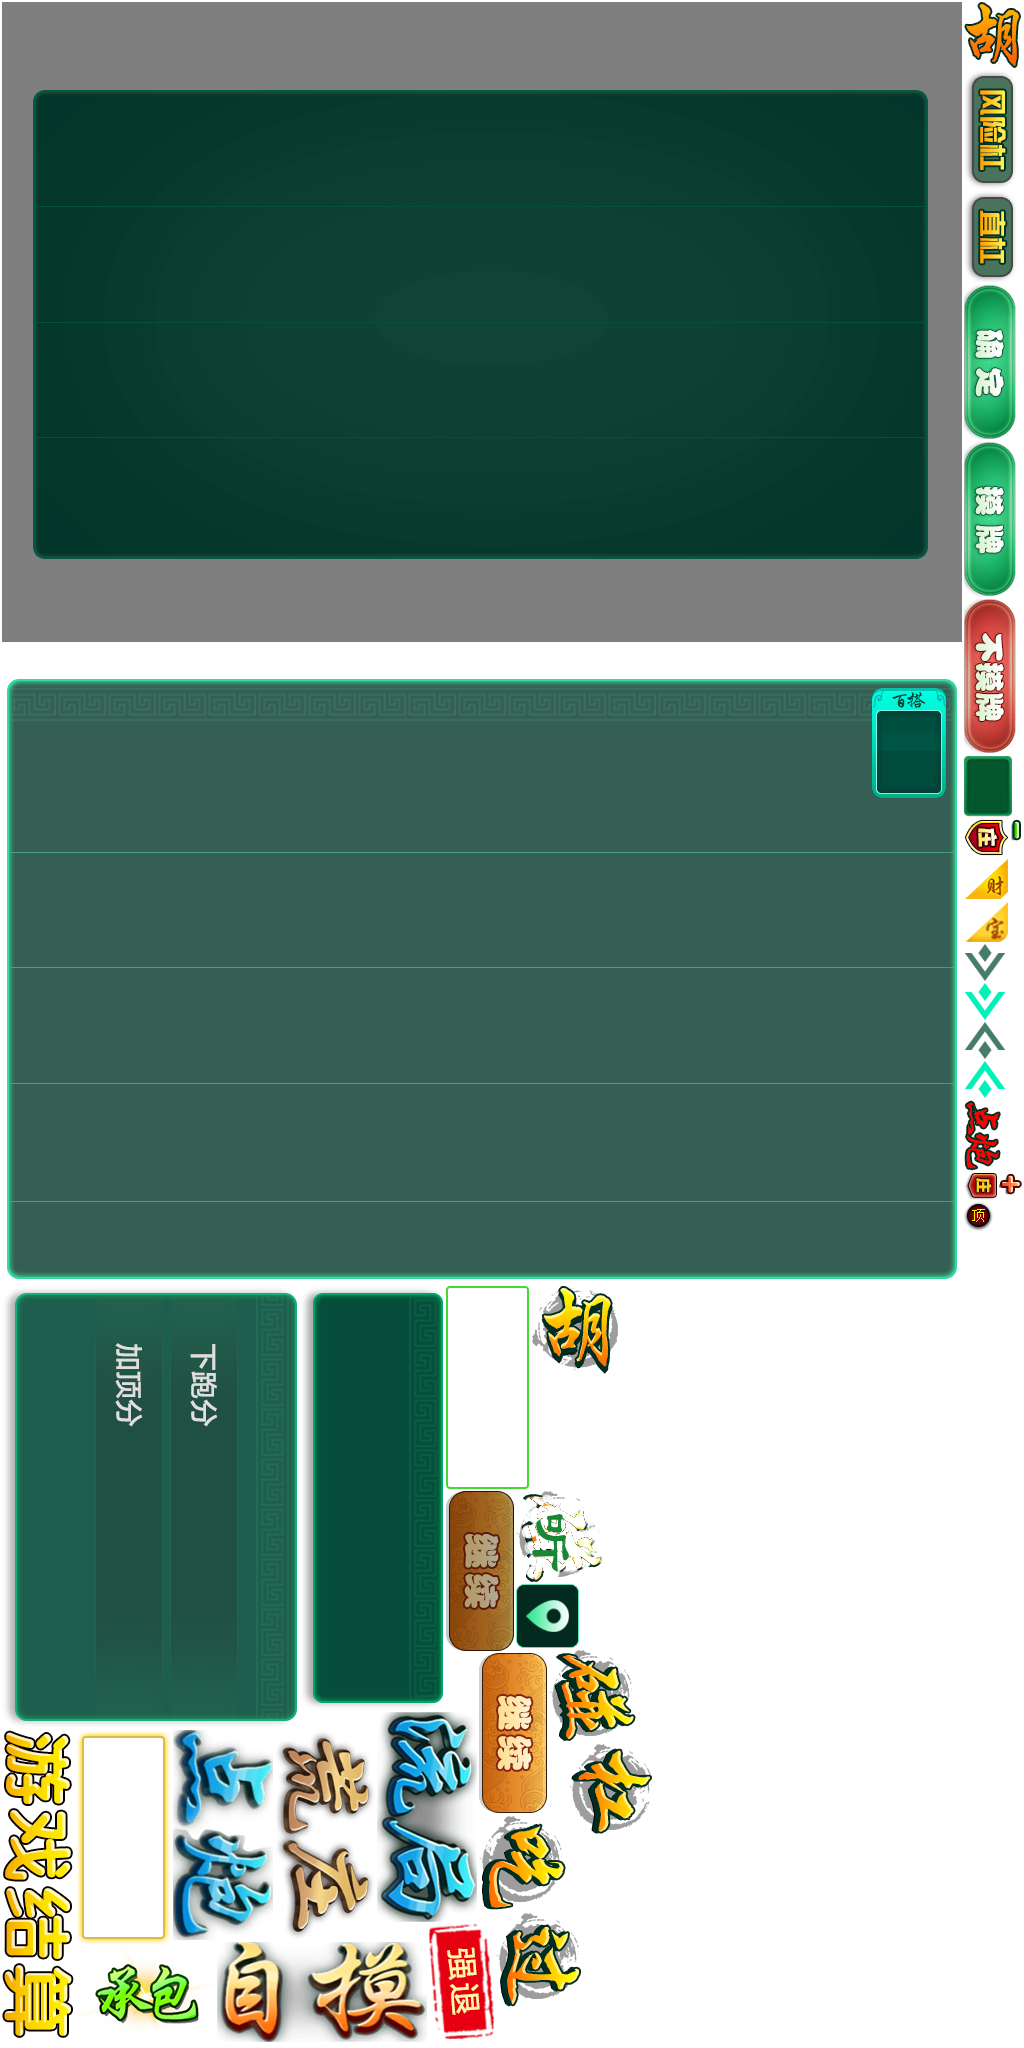 胡
风险杠
直杠
确定
摸牌
不摸牌
百搭
庄
财
宝
点炮
庄
顶
胡
下跑分
加顶分
听
继续
碰
继续
杠
流局
荒庄
点炮
跑
游戏结算
过
强退
承包
自摸